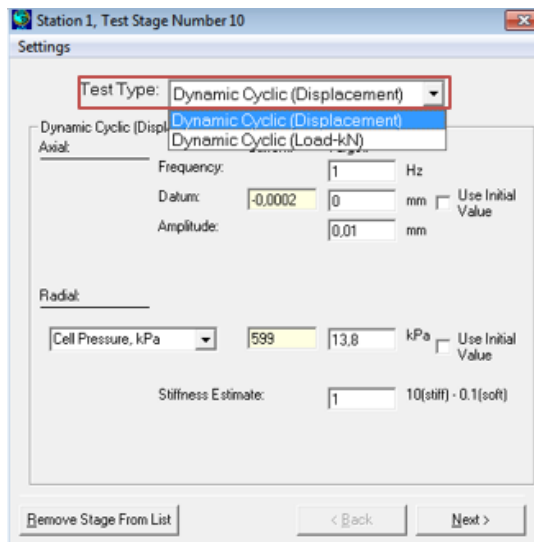 Station 1, Test Stage Number 10
Settings
Test Type: Dynamic Cyclic (Displacement)
Dynamic Cyclic (Displacement)
Dynamic Cyclic (Load-kN)
Dynamic Cyclic (Displ
Axial:
Frequency: 1 Hz
Datum: -0,0002 0 mm Use Initial Value
Amplitude: 0,01 mm
Radial:
Cell Pressure, kPa 599 13,8 kPa Use Initial Value
Stiffness Estimate: 1 10(stiff) - 0.1(soft)
Remove Stage From List < Back Next >